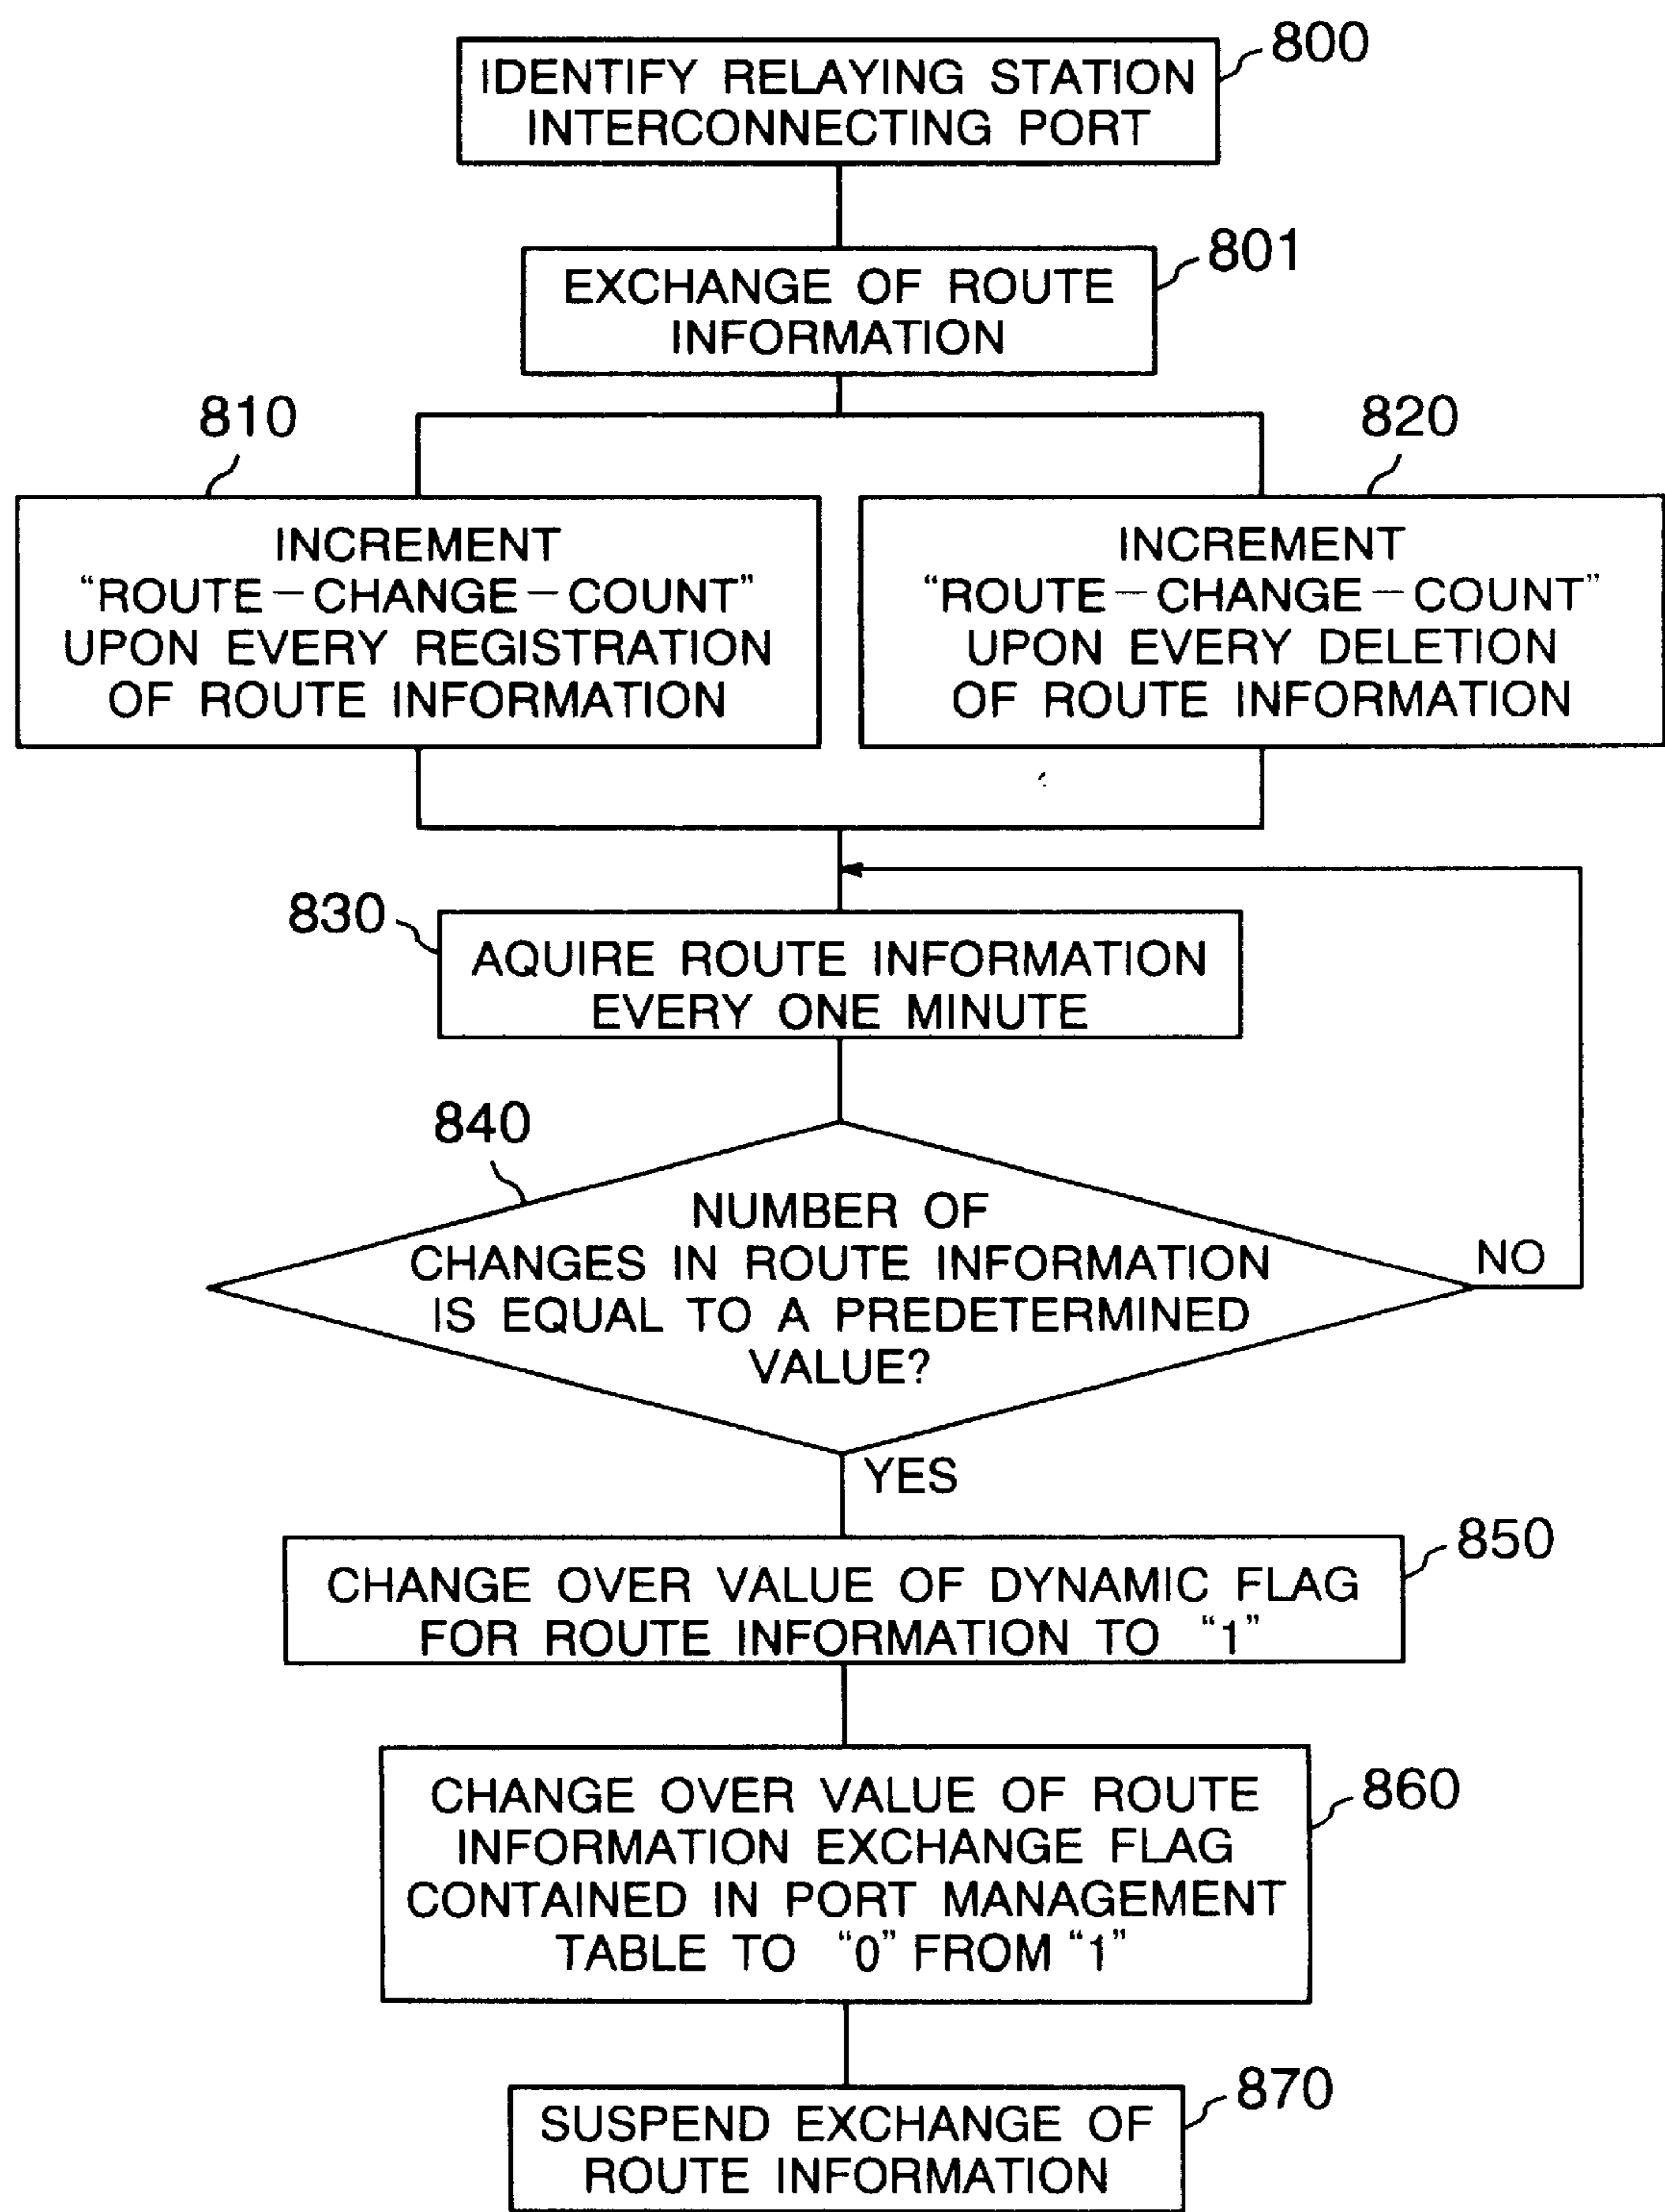 800
IDENTIFY RELAYING STATION
INTERCONNECTING PORT
801
EXCHANGE OF ROUTE
INFORMATION
810
INCREMENT
“ROUTE－CHANGE－COUNT”
UPON EVERY REGISTRATION
OF ROUTE INFORMATION
820
INCREMENT
“ROUTE－CHANGE－COUNT”
UPON EVERY DELETION
OF ROUTE INFORMATION
830
AQUIRE ROUTE INFORMATION
EVERY ONE MINUTE
840
NUMBER OF
CHANGES IN ROUTE INFORMATION
IS EQUAL TO A PREDETERMINED
VALUE?
NO
YES
850
CHANGE OVER VALUE OF DYNAMIC FLAG
FOR ROUTE INFORMATION TO “1”
860
CHANGE OVER VALUE OF ROUTE
INFORMATION EXCHANGE FLAG
CONTAINED IN PORT MANAGEMENT
TABLE TO “0” FROM “1”
870
SUSPEND EXCHANGE OF
ROUTE INFORMATION